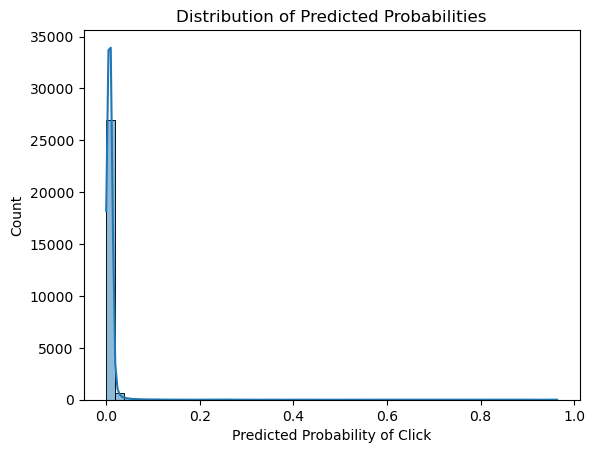 Distribution of Predicted Probabilities
35000
30000
25000
20000
15000
10000
5000
0
Count
0.0 0.2 0.4 0.6 0.8 1.0
Predicted Probability of Click